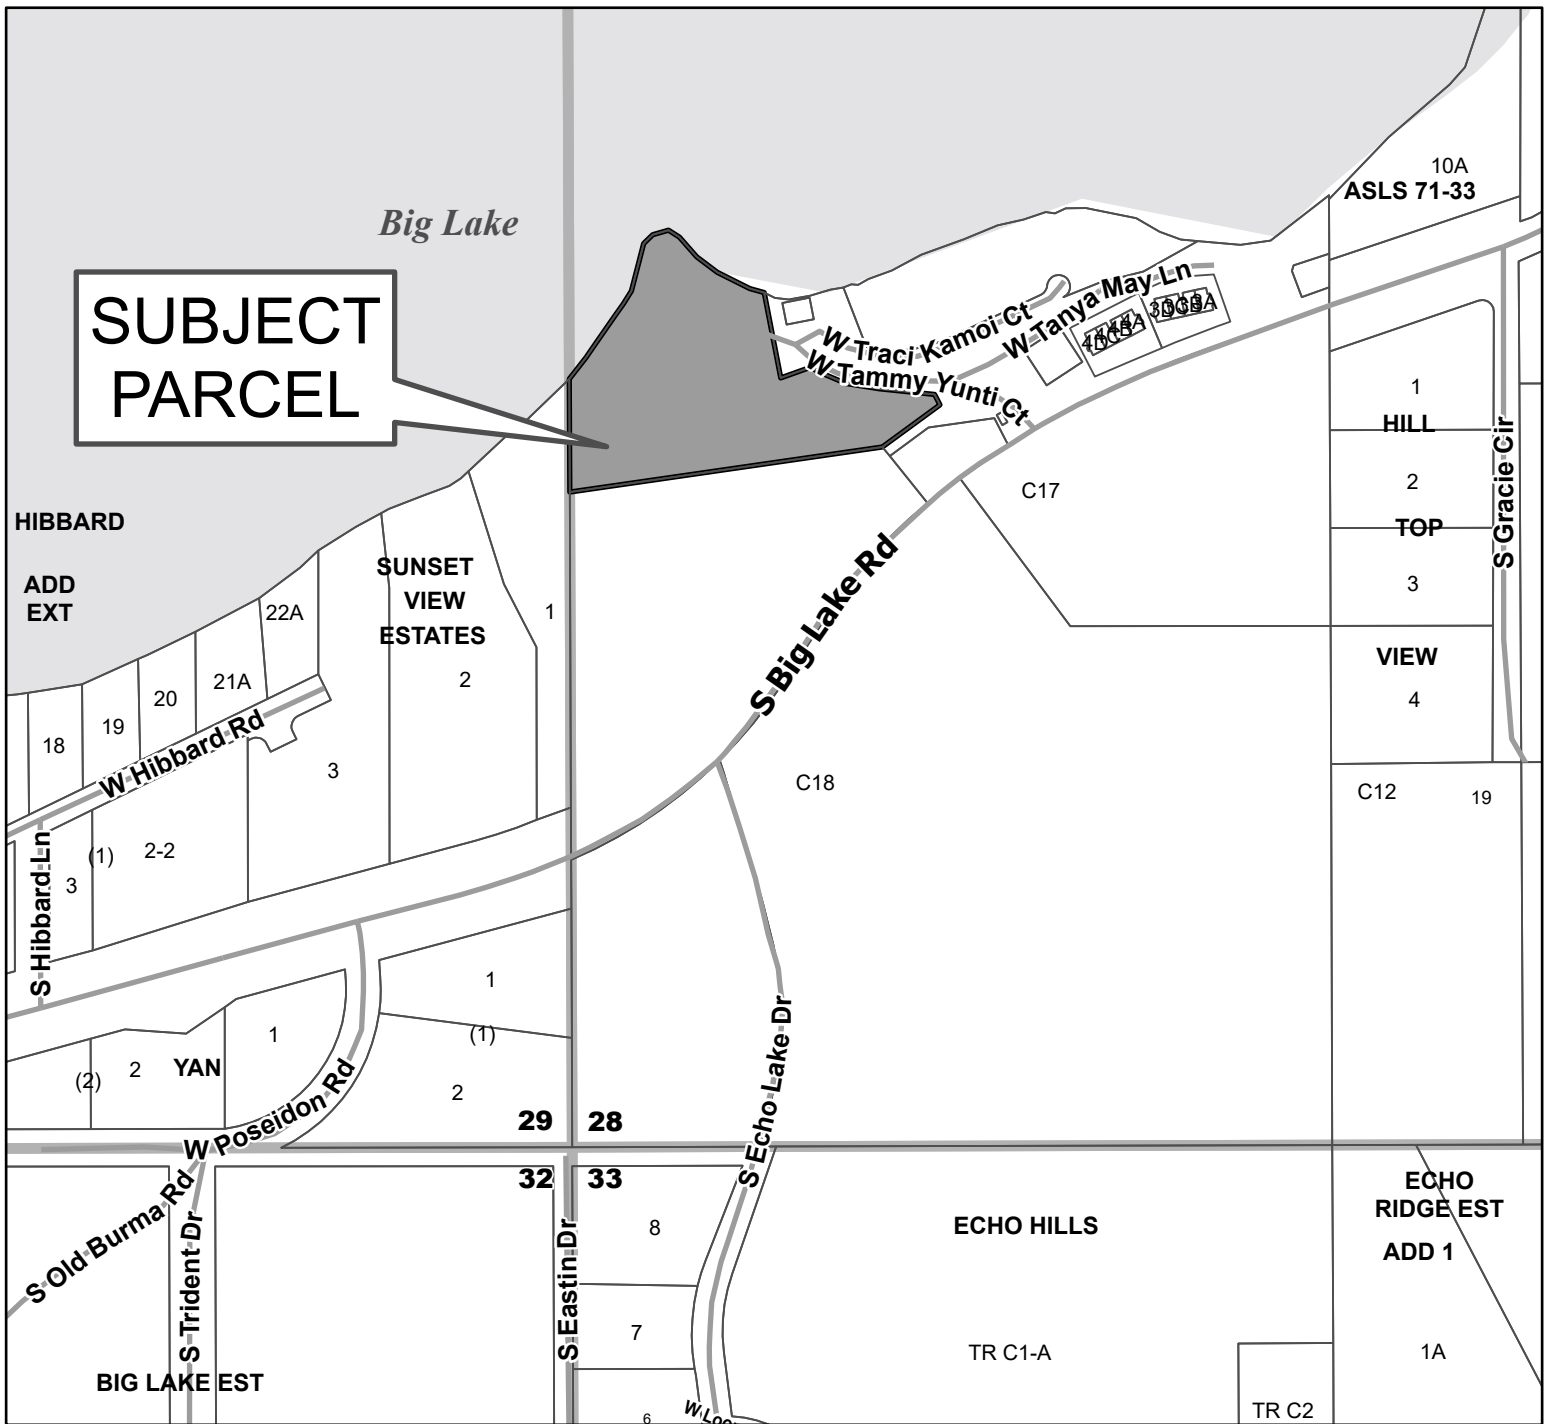 10A
ASLS 71-33
Big Lake
SUBJECT
PARCEL
W Tanya May Ln
W Traci Kamoi Ct
W Tammy Yunti Ct
1
HILL
2
TOP
3
VIEW
4
S Gracie Cir
C17
HIBBARD
ADD
EXT
SUNSET
VIEW
ESTATES
1
2
22A
21A
20
19
18
W Hibbard Rd
3
S Big Lake Rd
C18
C12
19
(1)
2-2
3
S Hibbard Ln
1
(1)
2
1
2
YAN
(2)
W Poseidon Rd
29
28
32
33
S Echo Lake Dr
S Old Burma Rd
S Trident Dr
S Eastin Dr
8
7
6
ECHO HILLS
ECHO
RIDGE EST
ADD 1
TR C1-A
1A
BIG LAKE EST
TR C2